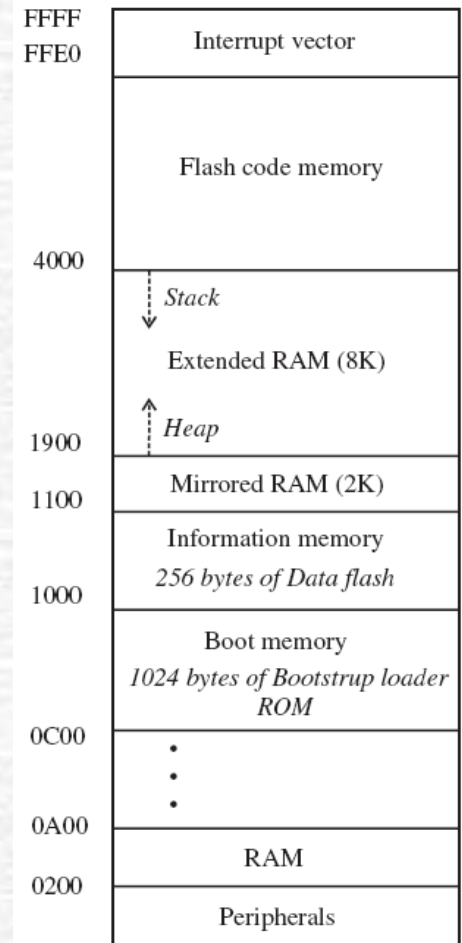 FFFF
Interrupt vector
FFE0
Flash code memory
4000
Stack
Extended RAM (8K)
Heap
1900
Mirrored RAM (2K)
1100
Information memory
256 bytes of Data flash
1000
Boot memory
1024 bytes of Bootstrup loader
ROM
0C00
0A00
RAM
0200
Peripherals